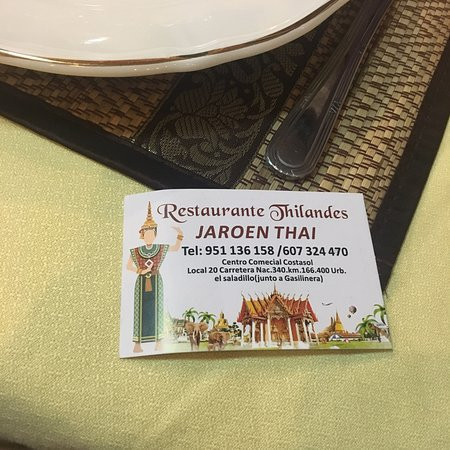 Restaurante Thilandes
JAROEN THAI
Tel: 951 136 158 /607 324 470
Centro Comecial Costasol
Local 20 Carretera Nac.340.km.166.400 Urb.
el saladillo(junto a Gasilinera)